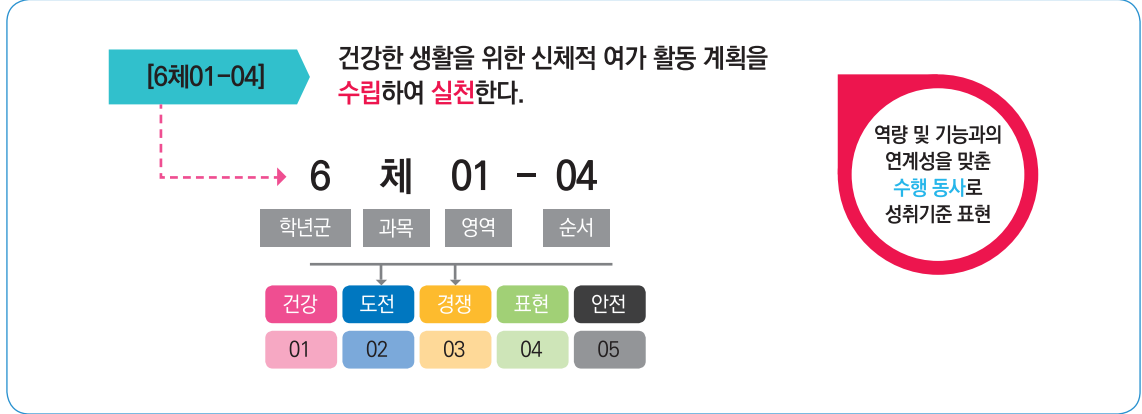 [6체01-04]
건강한 생활을 위한 신체적 여가 활동 계획을
수립하여 실천한다.
6 체 01 - 04
학년군 과목 영역 순서
건강 도전 경쟁 표현 안전
01 02 03 04 05
역량 및 기능과의
연계성을 맞춘
수행 동사로
성취기준 표현